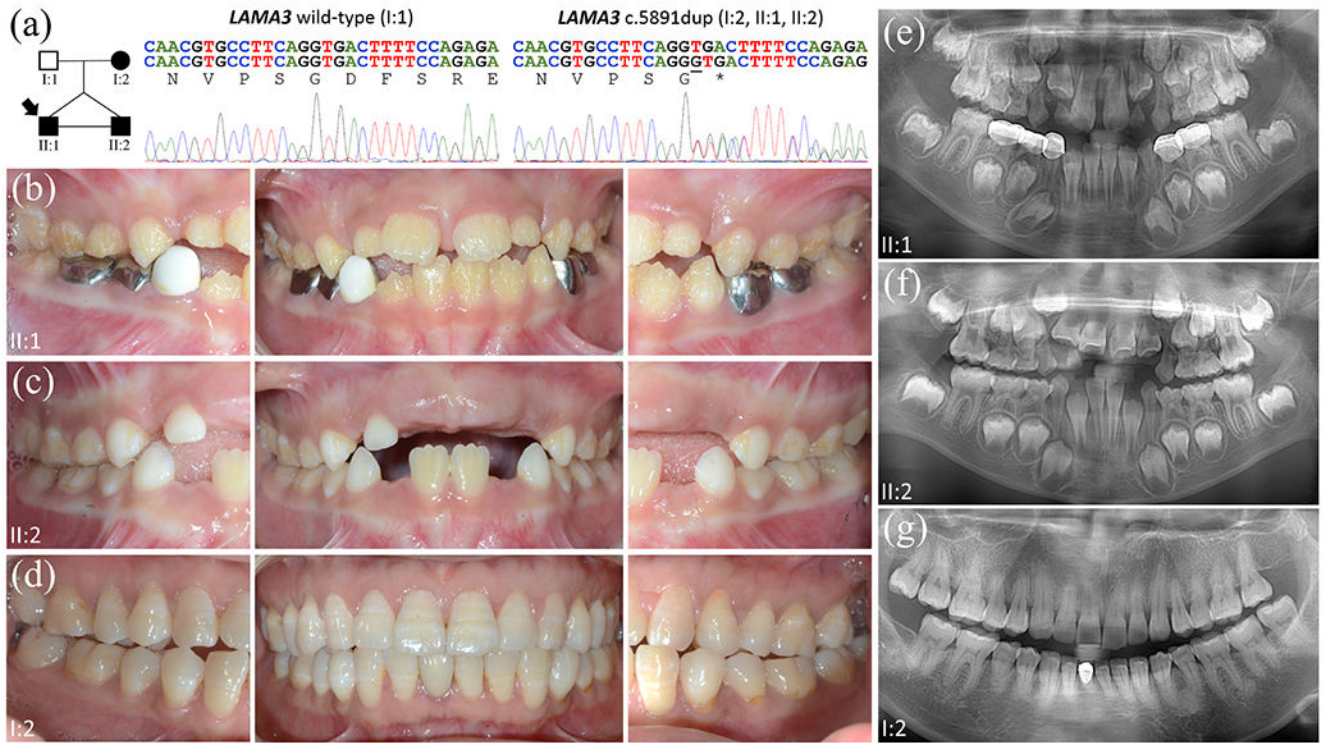 (a)
LAMA3 wild-type (I:1)
LAMA3 c.5891dup (I:2, II:1, II:2)
I:1
I:2
II:1
II:2
CAACGTGCCTTCAGGTGACTTTTCCAGAGA
CAACGTGCCTTCAGGTGACTTTTCCAGAGA
N V P S G D F S R E
CAACGTGCCTTCAGGTGACTTTTCCAGAGA
CAACGTGCCTTCAGGGTGACTTTTCCAGAG
N V P S G *
(b)
II:1
(c)
II:2
(d)
I:2
(e)
II:1
(f)
II:2
(g)
I:2